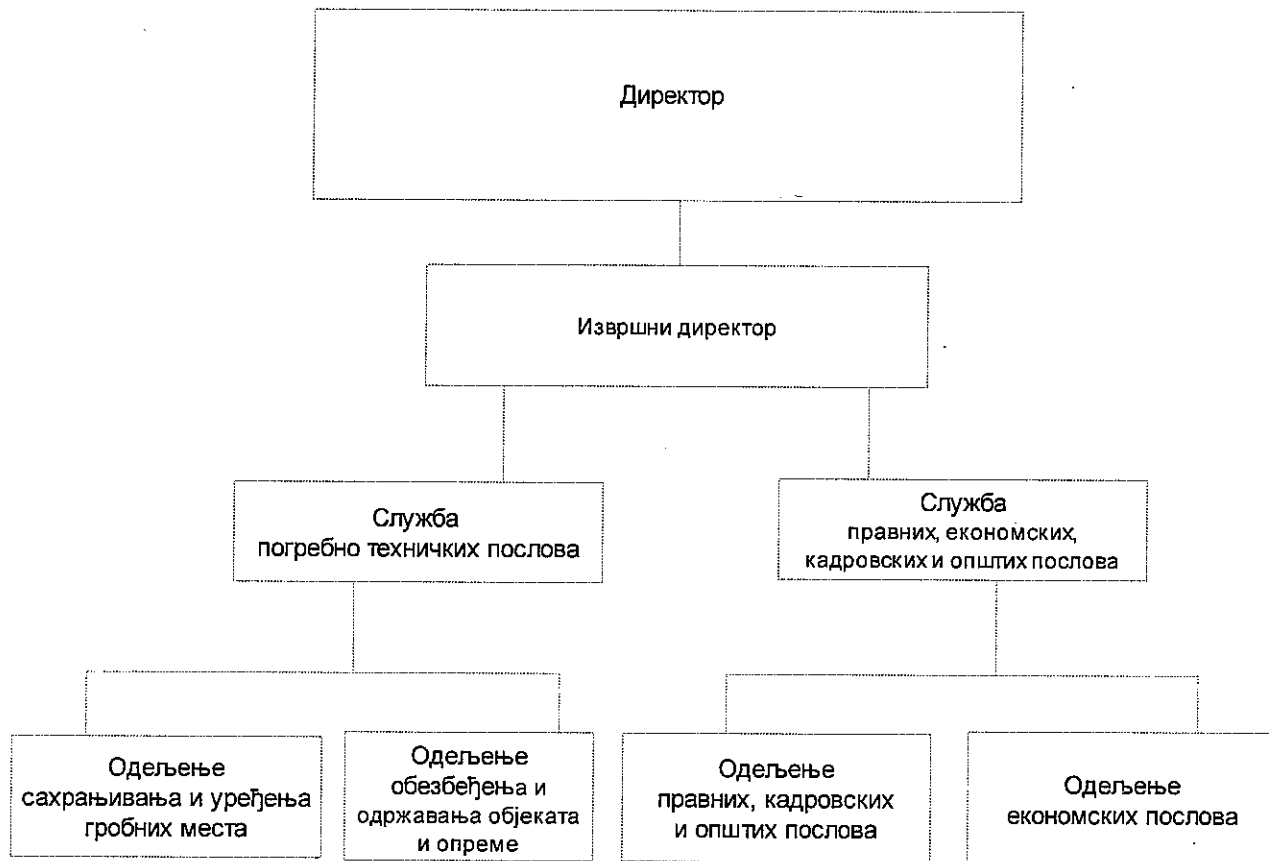 Директор
Извршни директор
Служба
погребно техничких послова
Служба
правних, економских,
кадровских и општих послова
Одељење
сахрањивања и уређења
гробних места
Одељење
обезбеђења и
одржавања објеката
и опреме
Одељење
правних, кадровских
и општих послова
Одељење
економских послова